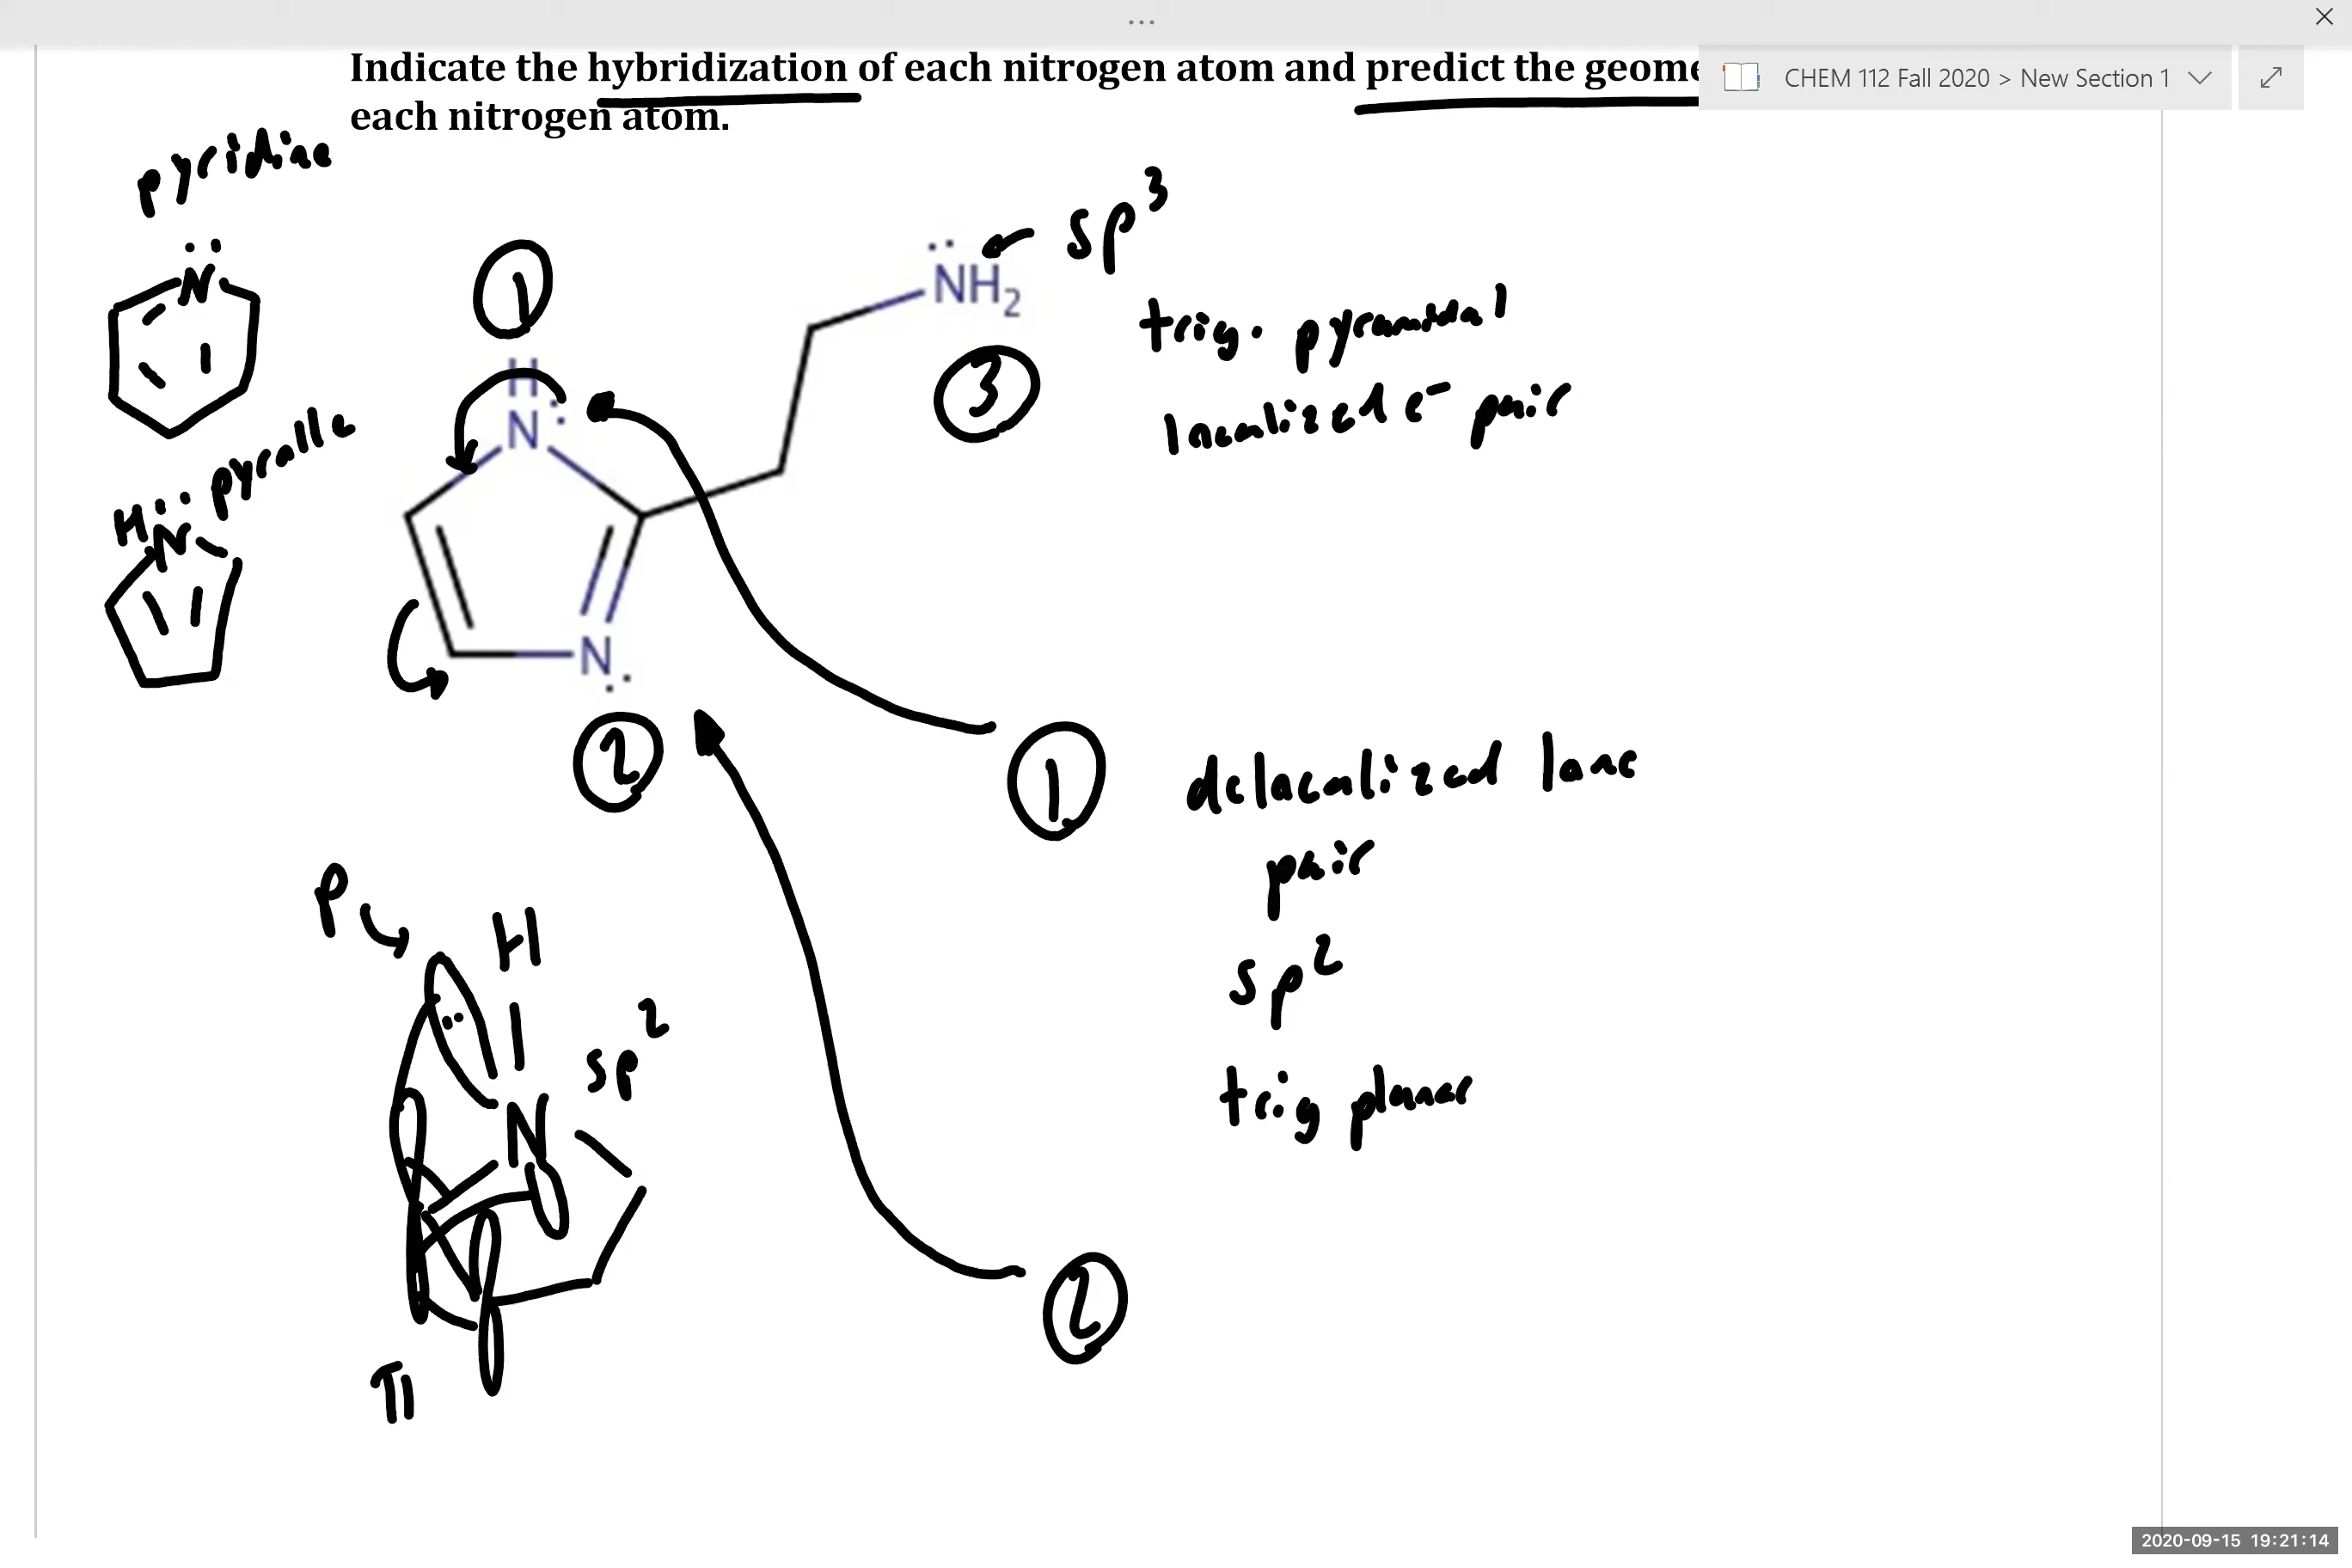 Indicate the hybridization of each nitrogen atom and predict the geome
each nitrogen atom.
CHEM 112 Fall 2020 > New Section 1
pyridine
N
H N
pyrolle
1
H
N
N
2
NH2
3
sp3
trig. pyramidal
localized e- pair
1
delocalized lone
pair
sp2
trig planar
P
H
N
sp2
π
2
2020-09-15 19:21:14